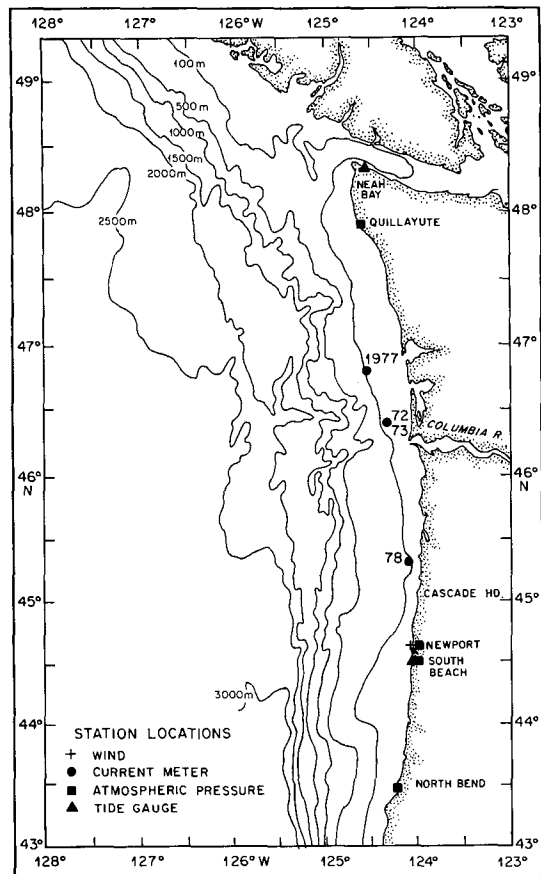 128° 127° 126° W 125° 124° 123°
49°
48°
47°
46°
N
45°
44°
43°
49°
48°
47°
46°
N
45°
44°
43°
100m
500m
1000m
1500m
2000m
2500m
NEAH
BAY
QUILLAYUTE
1977
72
73
COLUMBIA R.
78
CASCADE HD.
NEWPORT
SOUTH
BEACH
3000m
STATION LOCATIONS
WIND
CURRENT METER
ATMOSPHERIC PRESSURE
TIDE GAUGE
NORTH BEND
128° 127° 126° W 125° 124° 123°